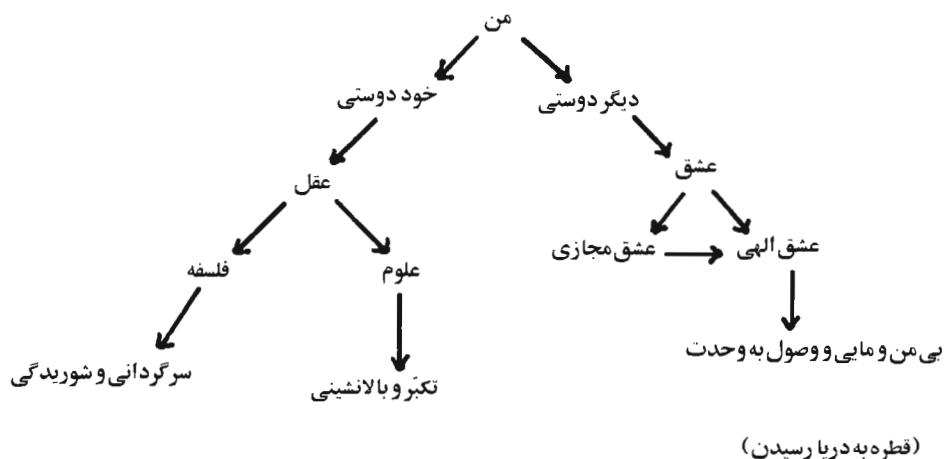 من
دیگر دوستی
خود دوستی
عشق
عقل
عشق الهی
عشق مجازی
علوم
فلسفه
بی من و مایی و وصول به وحدت
تکبّر و بالانشینی
سرگردانی و شوریدگی
(قطره به دریا رسیدن)